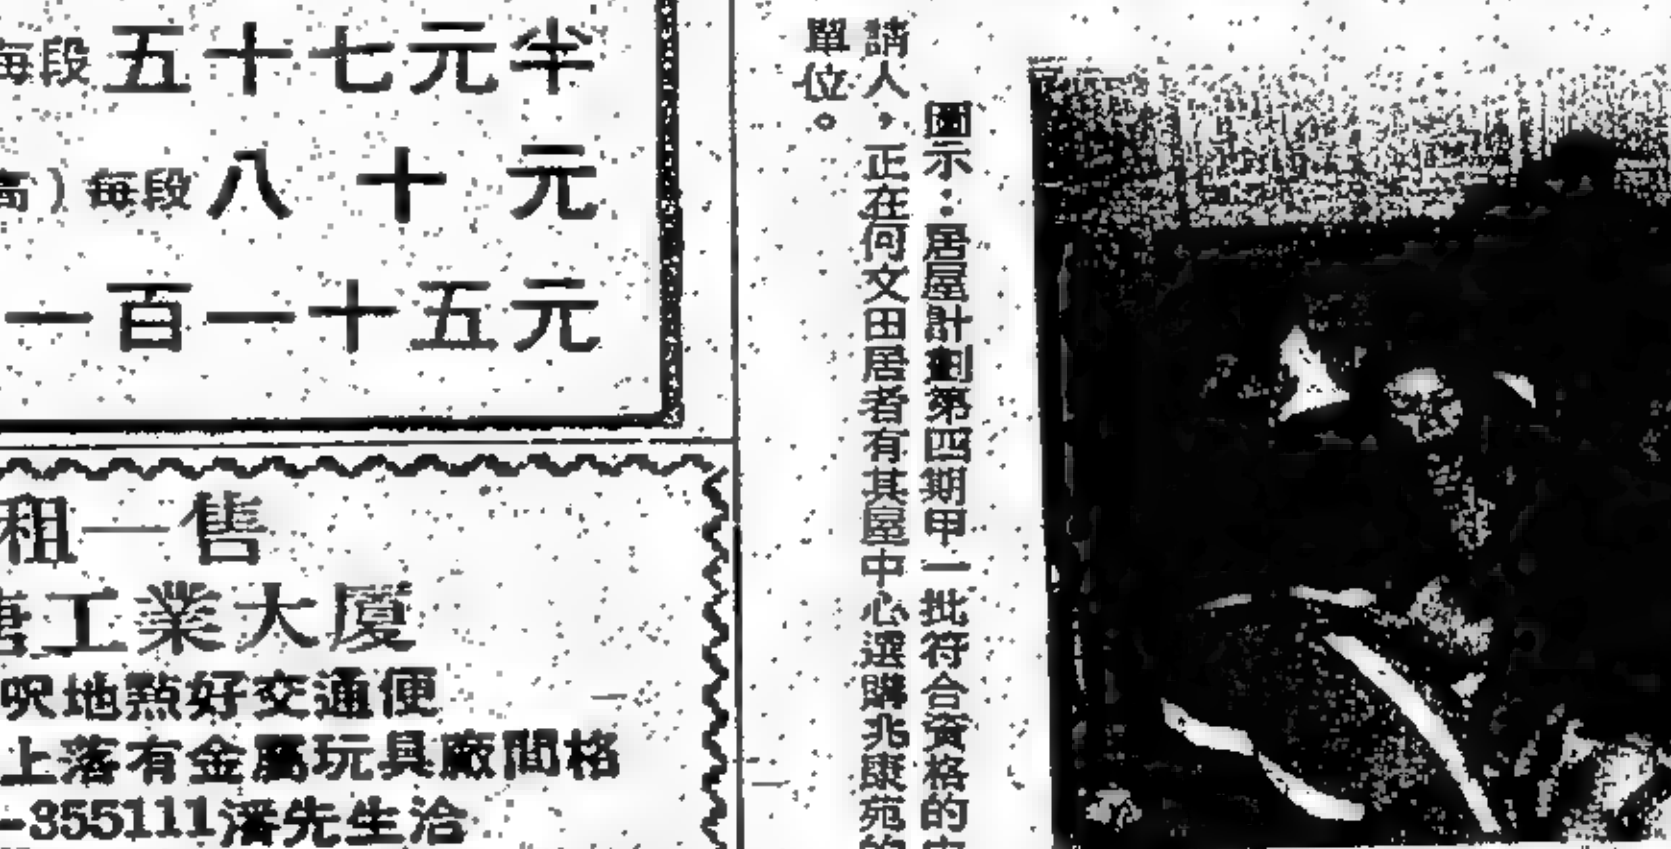 每段五十七元半
）每段八十元
一百一十五元
租一售
工業大廈
呎地點好交通便
上落有金屬玩具廠間格
-355111潘先生洽
圖示：居屋計劃第四期甲一批符合資格的申
請人，正在何文田居者有其屋中心選購兆康苑的
單位。